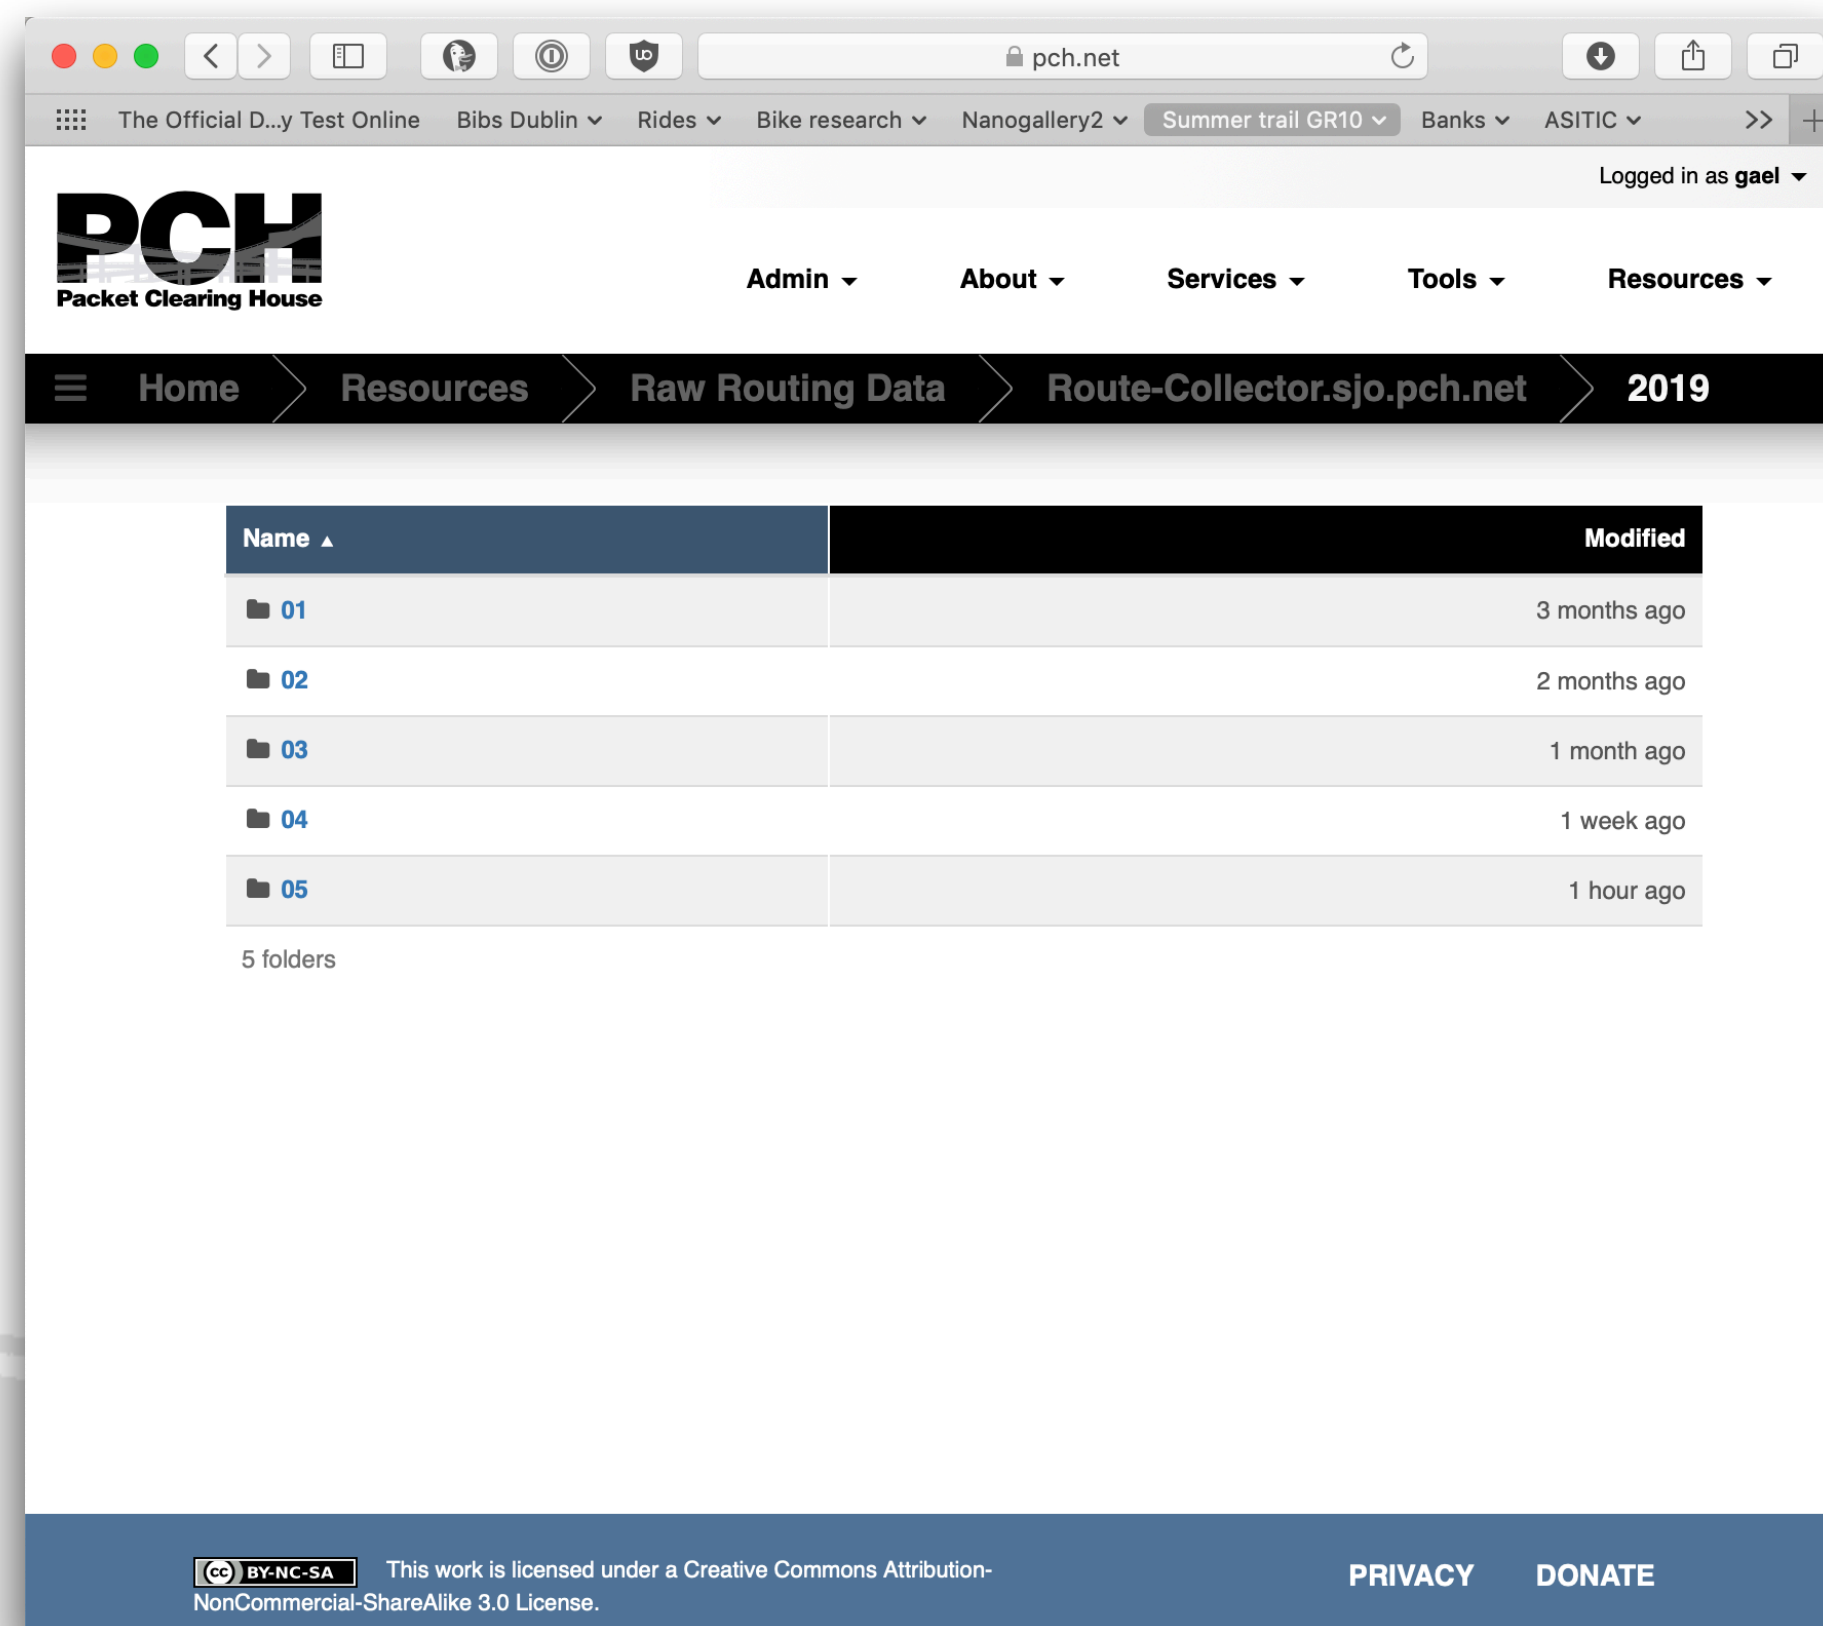 pch.net
The Official D...y Test Online Bibs Dublin Rides Bike research Nanogallery2 Summer trail GR10 Banks ASITIC >>
Logged in as gael
PCH
Packet Clearing House
Admin About Services Tools Resources
Home Resources Raw Routing Data Route-Collector.sjo.pch.net 2019
Name Modified
01 3 months ago
02 2 months ago
03 1 month ago
04 1 week ago
05 1 hour ago
5 folders
cc BY-NC-SA This work is licensed under a Creative Commons Attribution-
NonCommercial-ShareAlike 3.0 License.
PRIVACY DONATE